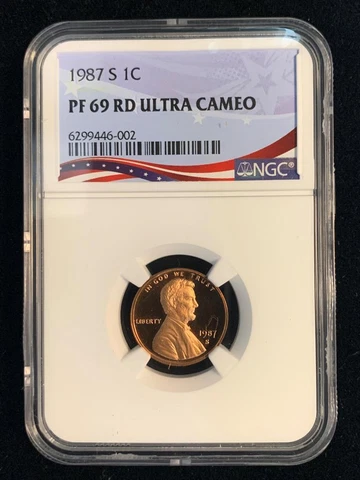 1987 S 1C
PF 69 RD ULTRA CAMEO
6299446-002
NGC®
IN GOD WE TRUST
LIBERTY
1987
S